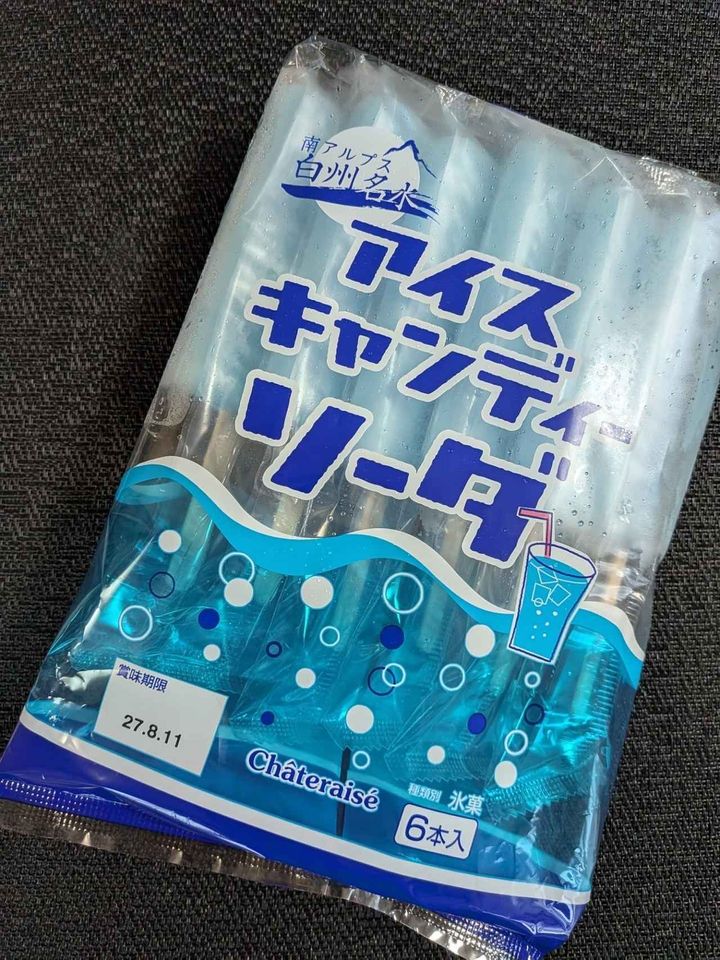 南アルプス
白州名水
アイス
キャンディー
ソーダ
賞味期限
27.8.11
Châteraisé
種類別 氷菓
6本入